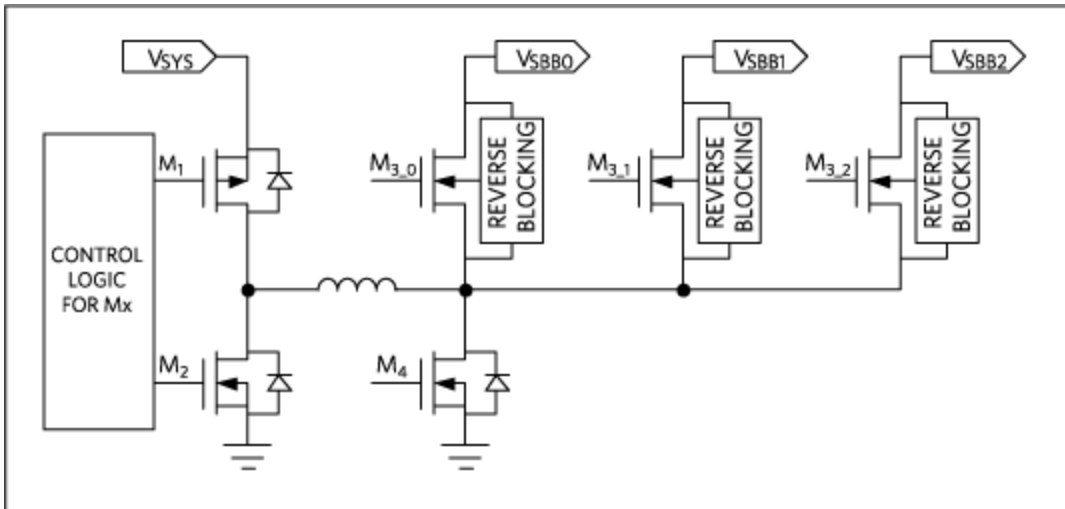 VSYS
VSBB0
VSBB1
VSBB2
M1
M3_0
REVERSE
BLOCKING
M3_1
REVERSE
BLOCKING
M3_2
REVERSE
BLOCKING
CONTROL
LOGIC
FOR Mx
M2
M4